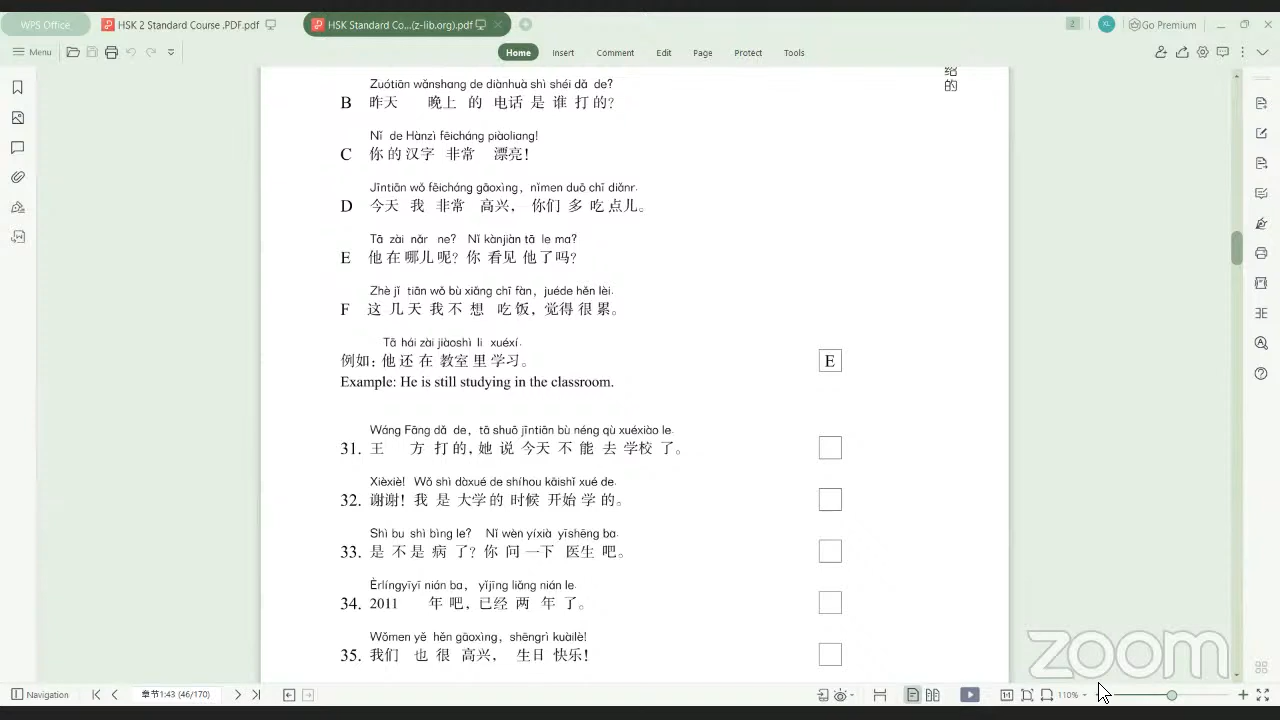 WPS Office
HSK 2 Standard Course .PDF.pdf
HSK Standard Co...(z-lib.org).pdf
2
XL
Go Premium
Menu
Home
Insert
Comment
Edit
Page
Protect
Tools
绍
的
Zuótiān wǎnshang de diànhuà shì shéi dǎ de?
B 昨天 晚上 的 电话 是 谁 打 的?
Nǐ de Hànzì fēicháng piàoliang!
C 你 的 汉字 非常 漂亮!
Jīntiān wǒ fēicháng gāoxìng, nǐmen duō chī diǎnr.
D 今天 我 非常 高兴, 你们 多 吃 点儿。
Tā zài nǎr ne? Nǐ kànjiàn tā le ma?
E 他 在 哪儿 呢? 你 看见 他 了 吗?
Zhè jǐ tiān wǒ bù xiǎng chī fàn, juéde hěn lèi.
F 这 几 天 我 不 想 吃 饭, 觉得 很 累。
Tā hái zài jiàoshì li xuéxí.
例如: 他 还 在 教室 里 学习。 E
Example: He is still studying in the classroom.
Wáng Fāng dǎ de, tā shuō jīntiān bù néng qù xuéxiào le.
31. 王 方 打 的, 她 说 今天 不 能 去 学校 了。
Xièxie! Wǒ shì dàxué de shíhou kāishǐ xué de.
32. 谢谢! 我 是 大学 的 时候 开始 学 的。
Shì bu shì bìng le? Nǐ wèn yíxià yīshēng ba.
33. 是 不 是 病 了? 你 问 一下 医生 吧。
Èrlíngyīyī nián ba, yǐjīng liǎng nián le.
34. 2011 年 吧, 已经 两 年 了。
Wǒmen yě hěn gāoxìng, shēngrì kuàilè!
35. 我们 也 很 高兴, 生日 快乐!
zoom
Navigation
章节1:43 (46/170)
110%